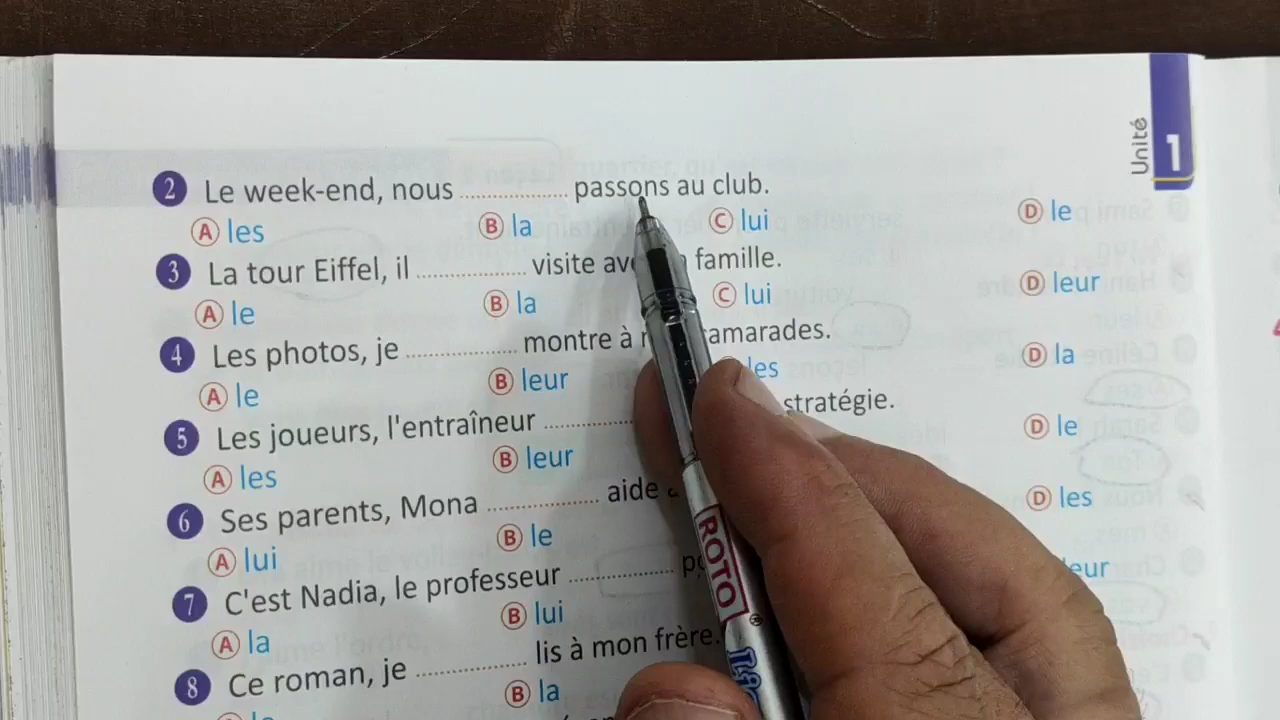 Unité 1
2 Le week-end, nous .................. passons au club.
A les B la C lui D le
3 La tour Eiffel, il .................. visite famille.
A le B la C lui D leur
4 Les photos, je .................. montre à
A le B leur les D la
5 Les joueurs, l'entraîneur .................. stratégie.
A les B leur D le
6 Ses parents, Mona .................. aide
A lui B le D les
7 C'est Nadia, le professeur ..................
A la B lui
8 Ce roman, je .................. lis à mon frère.
B la
ROTO